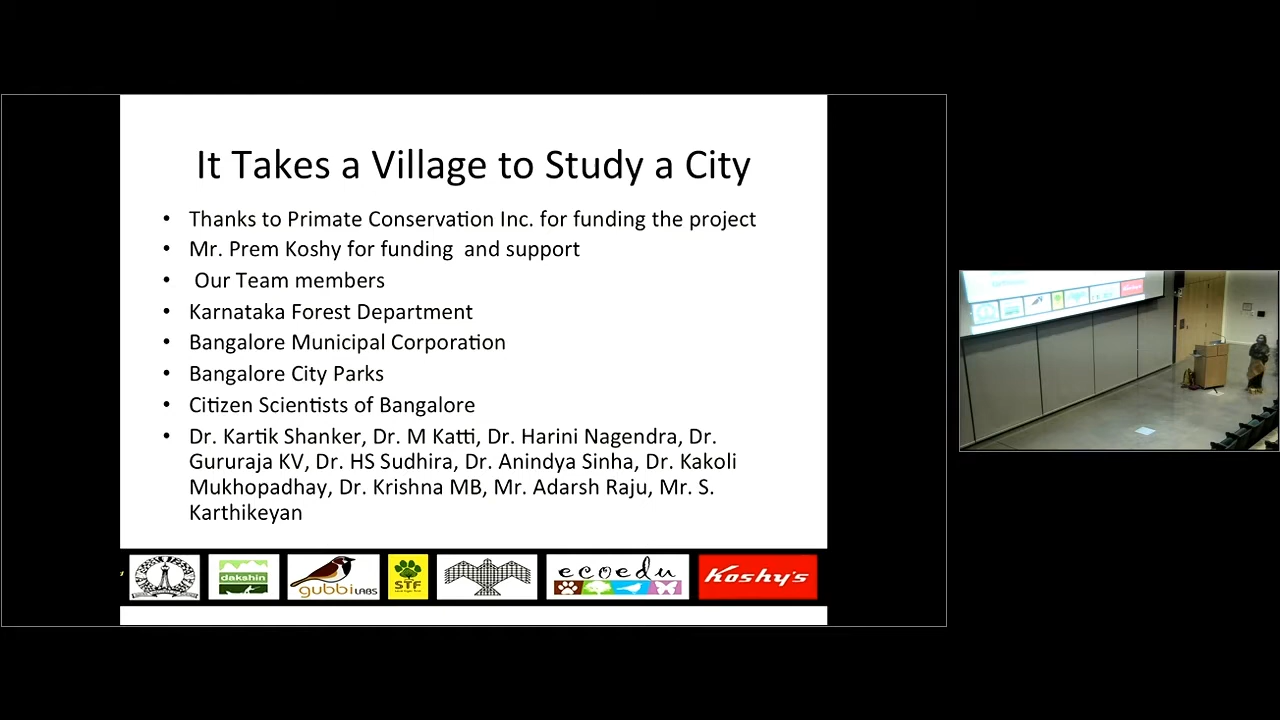 It Takes a Village to Study a City
• Thanks to Primate Conservation Inc. for funding the project
• Mr. Prem Koshy for funding and support
• Our Team members
• Karnataka Forest Department
• Bangalore Municipal Corporation
• Bangalore City Parks
• Citizen Scientists of Bangalore
• Dr. Kartik Shanker, Dr. M Katti, Dr. Harini Nagendra, Dr.
Gururaja KV, Dr. HS Sudhira, Dr. Anindya Sinha, Dr. Kakoli
Mukhopadhay, Dr. Krishna MB, Mr. Adarsh Raju, Mr. S.
Karthikeyan
dakshin
gubbi LABS
STF
ecoedu
Koshy's